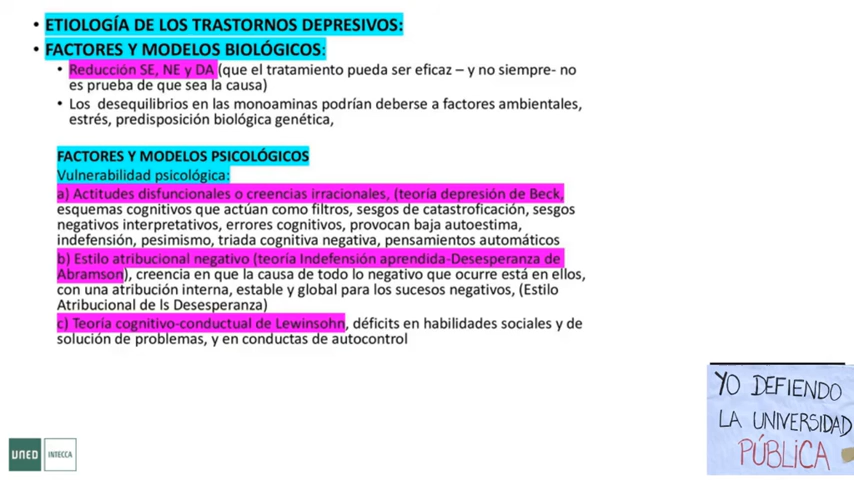 • ETIOLOGÍA DE LOS TRASTORNOS DEPRESIVOS:
• FACTORES Y MODELOS BIOLÓGICOS:
• Reducción SE, NE y DA (que el tratamiento pueda ser eficaz – y no siempre- no
es prueba de que sea la causa)
• Los desequilibrios en las monoaminas podrían deberse a factores ambientales,
estrés, predisposición biológica genética,
FACTORES Y MODELOS PSICOLÓGICOS
Vulnerabilidad psicológica:
a) Actitudes disfuncionales o creencias irracionales, (teoría depresión de Beck,
esquemas cognitivos que actúan como filtros, sesgos de catastroficación, sesgos
negativos interpretativos, errores cognitivos, provocan baja autoestima,
indefensión, pesimismo, triada cognitiva negativa, pensamientos automáticos
b) Estilo atribucional negativo (teoría Indefensión aprendida-Desesperanza de
Abramson), creencia en que la causa de todo lo negativo que ocurre está en ellos,
con una atribución interna, estable y global para los sucesos negativos, (Estilo
Atribucional de ls Desesperanza)
c) Teoría cognitivo-conductual de Lewinsohn, déficits en habilidades sociales y de
solución de problemas, y en conductas de autocontrol
YO DEFIENDO
LA UNIVERSIDAD
PÚBLICA
UNED INTECCA